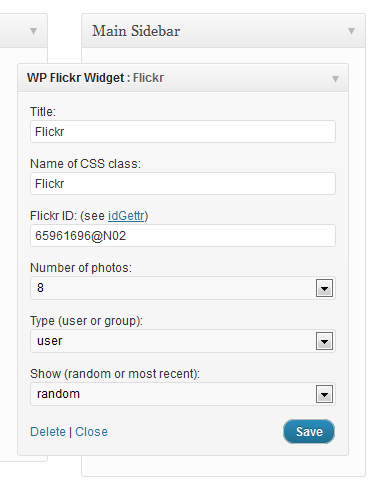 Main Sidebar
WP Flickr Widget : Flickr
Title:
Flickr
Name of CSS class:
Flickr
Flickr ID: (see idGettr)
65961696@N02
Number of photos:
8
Type (user or group):
user
Show (random or most recent):
random
Delete | Close
Save